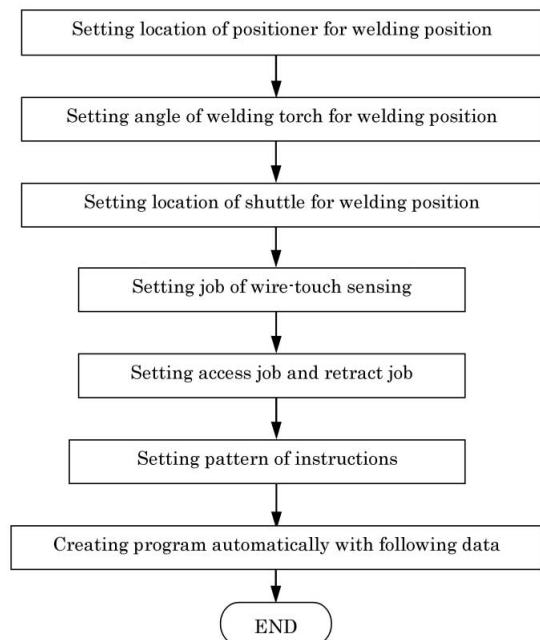 Setting location of positioner for welding position
Setting angle of welding torch for welding position
Setting location of shuttle for welding position
Setting job of wire-touch sensing
Setting access job and retract job
Setting pattern of instructions
Creating program automatically with following data
END